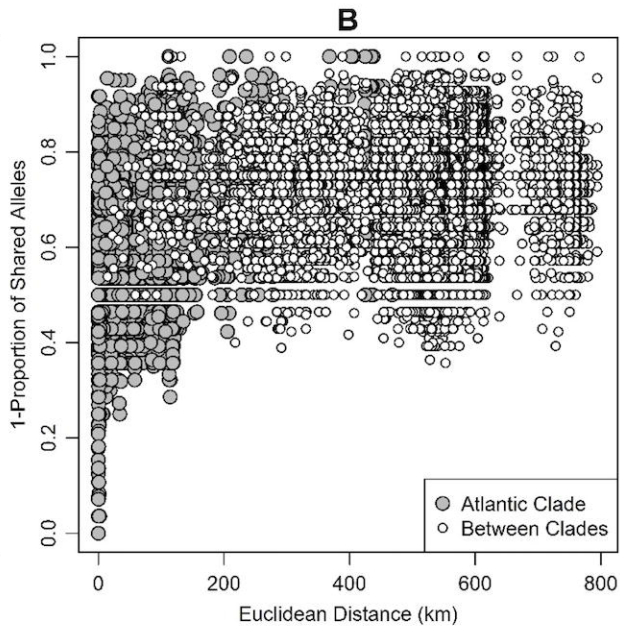 B
1.0
0.8
0.6
0.4
0.2
0.0
1-Proportion of Shared Alleles
Atlantic Clade
Between Clades
0 200 400 600 800
Euclidean Distance (km)